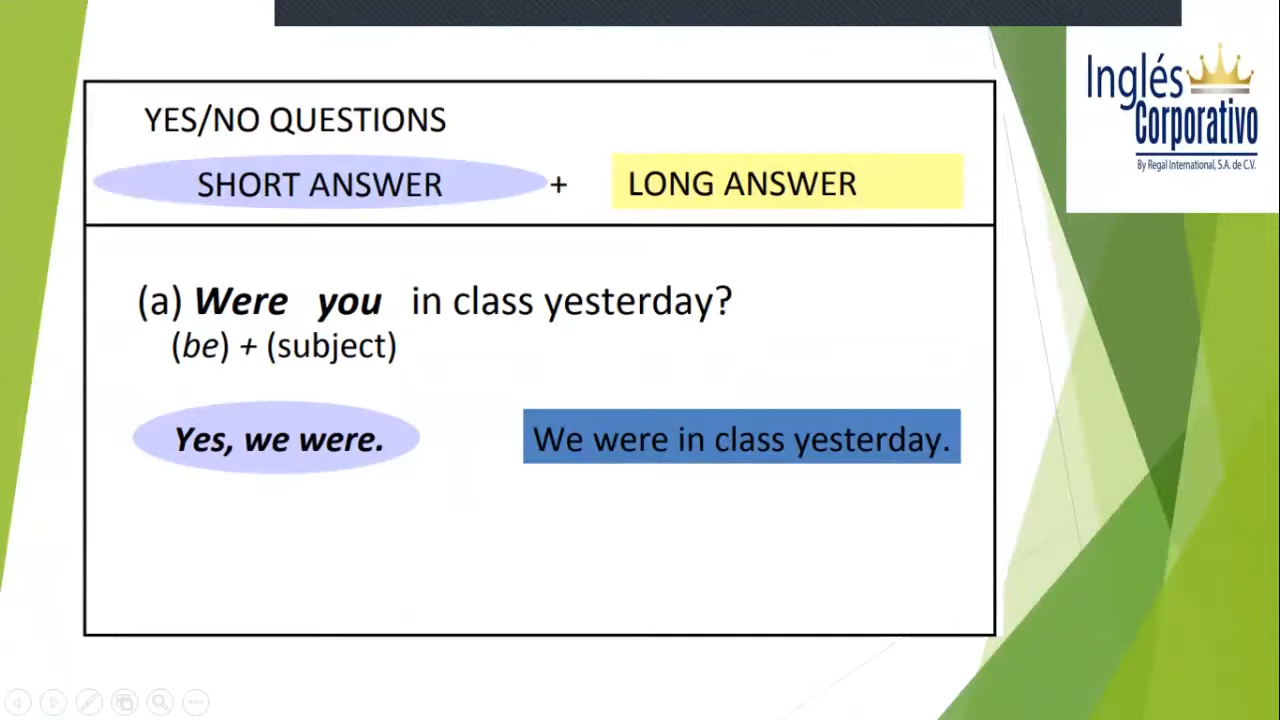 YES/NO QUESTIONS
SHORT ANSWER + LONG ANSWER
(a) Were you in class yesterday?
(be) + (subject)
Yes, we were. We were in class yesterday.
Inglés
Corporativo
By Regal International, S.A. de C.V.